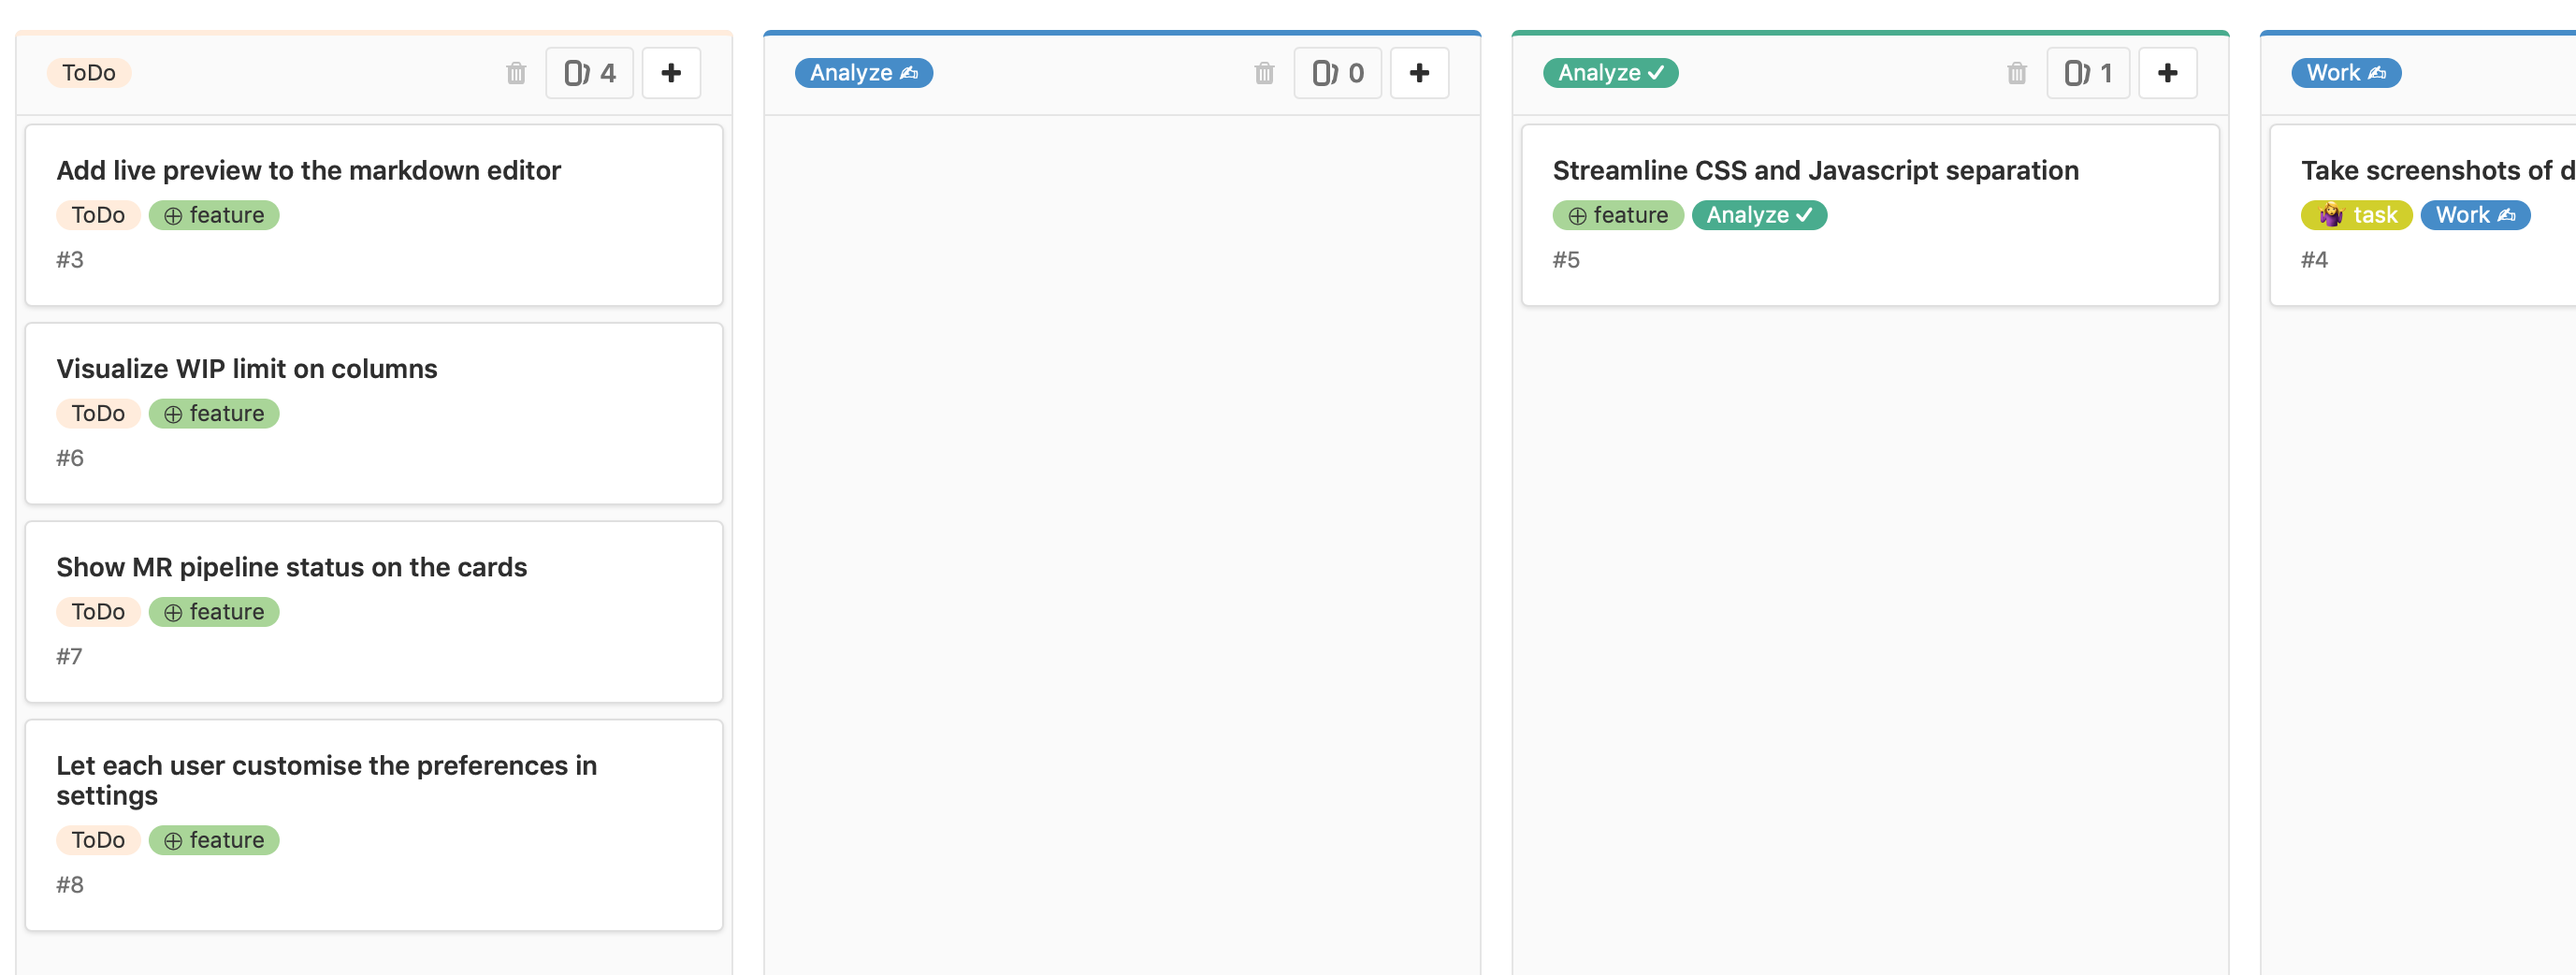 ToDo 4
Add live preview to the markdown editor
ToDo feature
#3
Visualize WIP limit on columns
ToDo feature
#6
Show MR pipeline status on the cards
ToDo feature
#7
Let each user customise the preferences in
settings
ToDo feature
#8
Analyze ✍ 0
Analyze ✓ 1
Streamline CSS and Javascript separation
feature Analyze ✓
#5
Work ✍
Take screenshots of d
🤷‍♀️ task Work ✍
#4